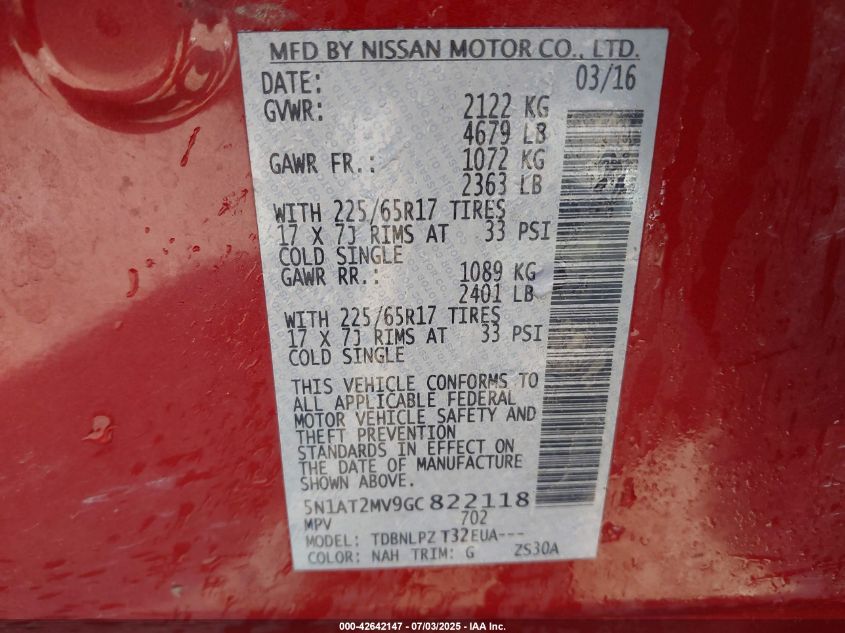 MFD BY NISSAN MOTOR CO., LTD.
DATE: 03/16
GVWR: 2122 KG
4679 LB
GAWR FR.: 1072 KG
2363 LB
WITH 225/65R17 TIRES
17 X 7J RIMS AT 33 PSI
COLD SINGLE
GAWR RR.: 1089 KG
2401 LB
WITH 225/65R17 TIRES
17 X 7J RIMS AT 33 PSI
COLD SINGLE
THIS VEHICLE CONFORMS TO
ALL APPLICABLE FEDERAL
MOTOR VEHICLE SAFETY AND
THEFT PREVENTION
STANDARDS IN EFFECT ON
THE DATE OF MANUFACTURE
SHOWN ABOVE.
5N1AT2MV9GC 822118
MPV 702
MODEL: TDBNLPZ T32EUA---
COLOR: NAH TRIM: G ZS30A
000-42642147 - 07/03/2025 - IAA Inc.